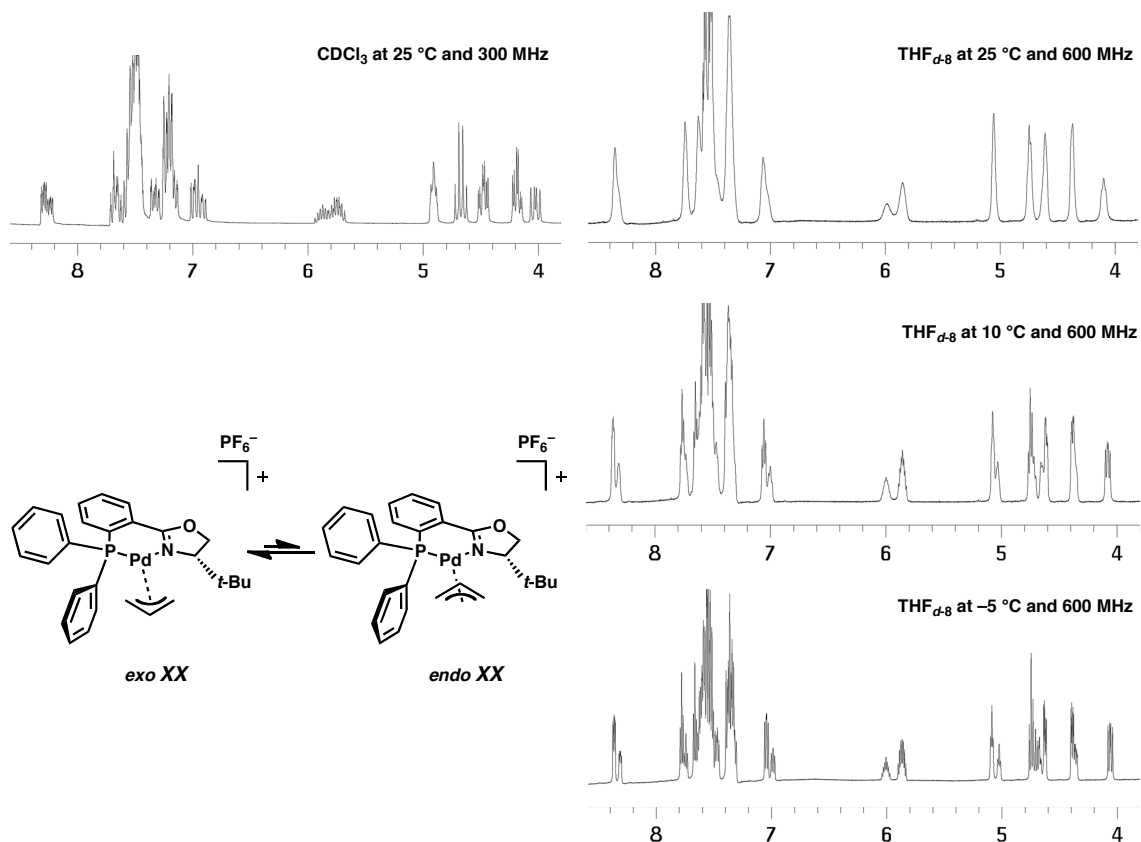 CDCl3 at 25 °C and 300 MHz
8 7 6 5 4
THFd-8 at 25 °C and 600 MHz
8 7 6 5 4
THFd-8 at 10 °C and 600 MHz
8 7 6 5 4
PF6–
+
O
P Pd N
t-Bu
exo XX
PF6–
+
O
P Pd N
t-Bu
endo XX
THFd-8 at –5 °C and 600 MHz
8 7 6 5 4